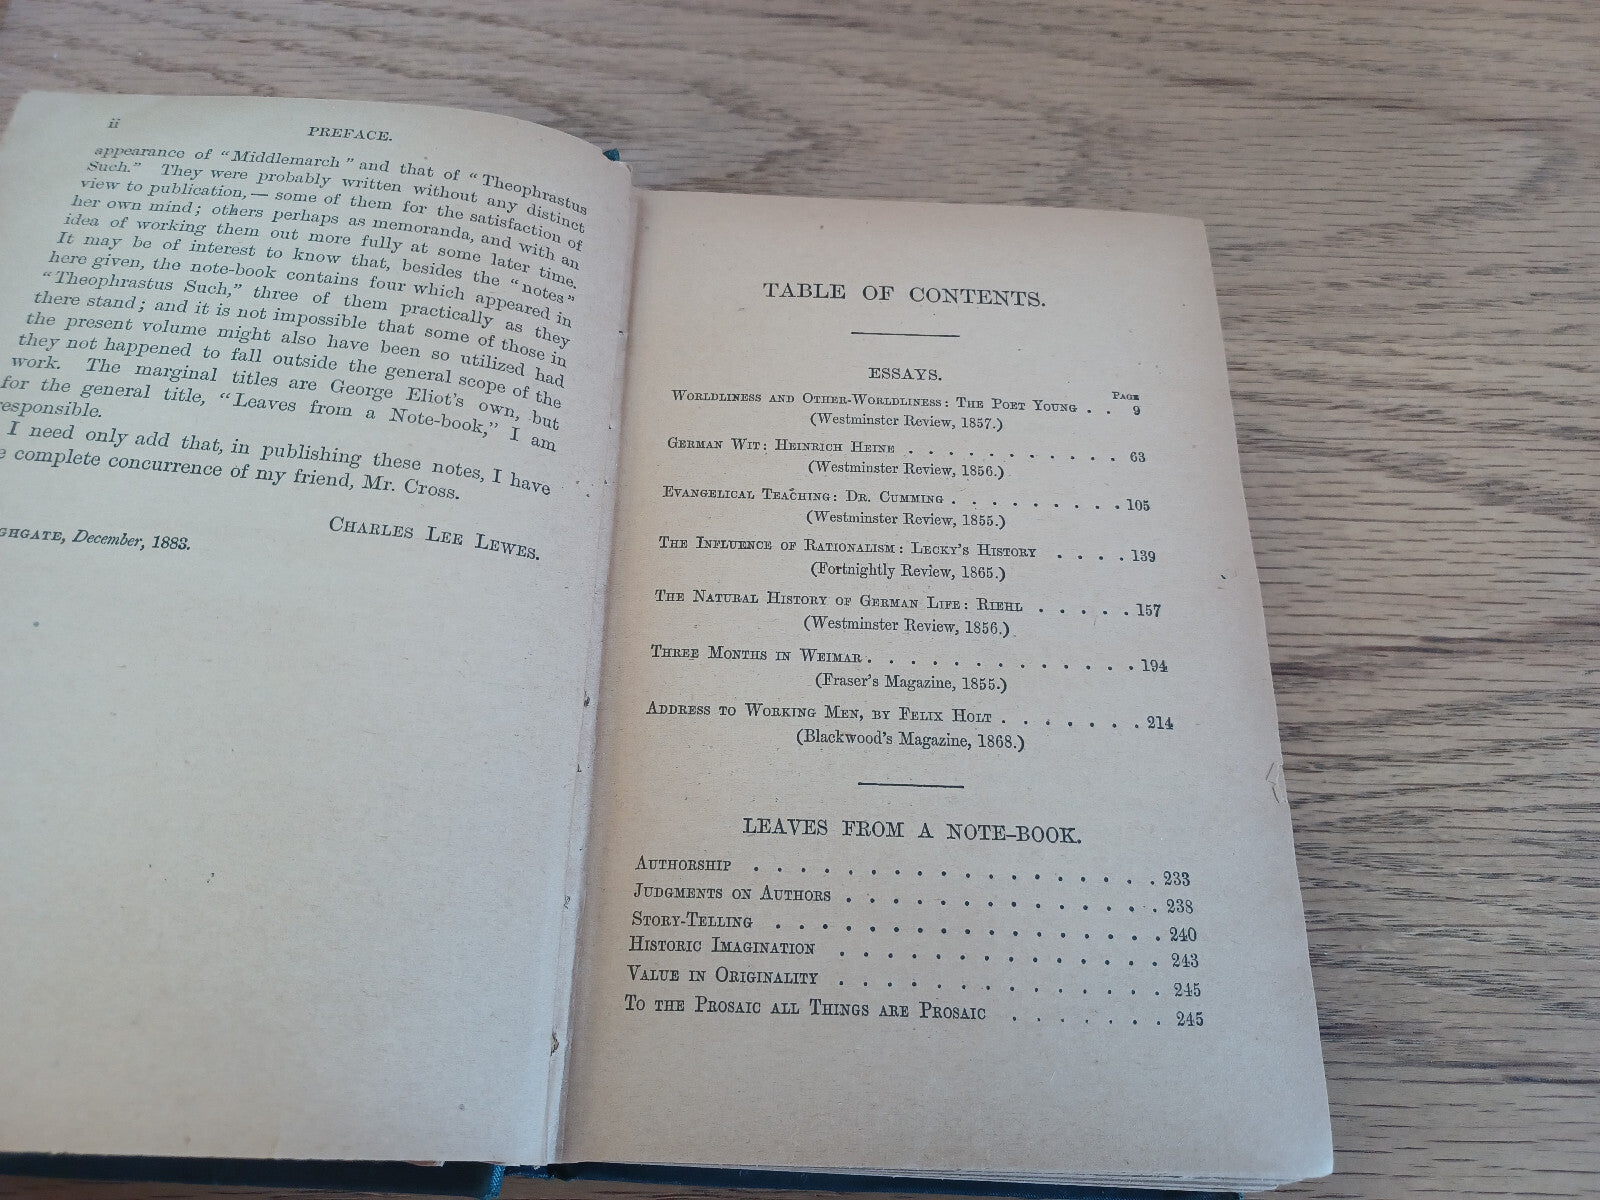 ii
PREFACE.
appearance of "Middlemarch" and that of "Theophrastus
Such." They were probably written without any distinct
view to publication,— some of them for the satisfaction of
her own mind; others perhaps as memoranda, and with an
idea of working them out more fully at some later time.
It may be of interest to know that, besides the "notes"
here given, the note-book contains four which appeared in
"Theophrastus Such," three of them practically as they
there stand; and it is not impossible that some of those in
the present volume might also have been so utilized had
they not happened to fall outside the general scope of the
work. The marginal titles are George Eliot's own, but
for the general title, "Leaves from a Note-book," I am
esponsible.
I need only add that, in publishing these notes, I have
e complete concurrence of my friend, Mr. Cross.
CHARLES LEE LEWES.
GHGATE, December, 1883.
TABLE OF CONTENTS.
ESSAYS.
PAGE
WORLDLINESS AND OTHER-WORLDLINESS: THE POET YOUNG . . 9
(Westminster Review, 1857.)
GERMAN WIT: HEINRICH HEINE . . . . . . . . . . . 63
(Westminster Review, 1856.)
EVANGELICAL TEACHING: DR. CUMMING . . . . . . . . . 105
(Westminster Review, 1855.)
THE INFLUENCE OF RATIONALISM: LECKY'S HISTORY . . . . 139
(Fortnightly Review, 1865.)
THE NATURAL HISTORY OF GERMAN LIFE: RIEHL . . . . . 157
(Westminster Review, 1856.)
THREE MONTHS IN WEIMAR . . . . . . . . . . . . . 194
(Fraser's Magazine, 1855.)
ADDRESS TO WORKING MEN, BY FELIX HOLT . . . . . . . 214
(Blackwood's Magazine, 1868.)
LEAVES FROM A NOTE-BOOK.
AUTHORSHIP . . . . . . . . . . . . . . . . . . 233
JUDGMENTS ON AUTHORS . . . . . . . . . . . . . . 238
STORY-TELLING . . . . . . . . . . . . . . . . . 240
HISTORIC IMAGINATION . . . . . . . . . . . . . . 243
VALUE IN ORIGINALITY . . . . . . . . . . . . . . 245
TO THE PROSAIC ALL THINGS ARE PROSAIC . . . . . . . 245